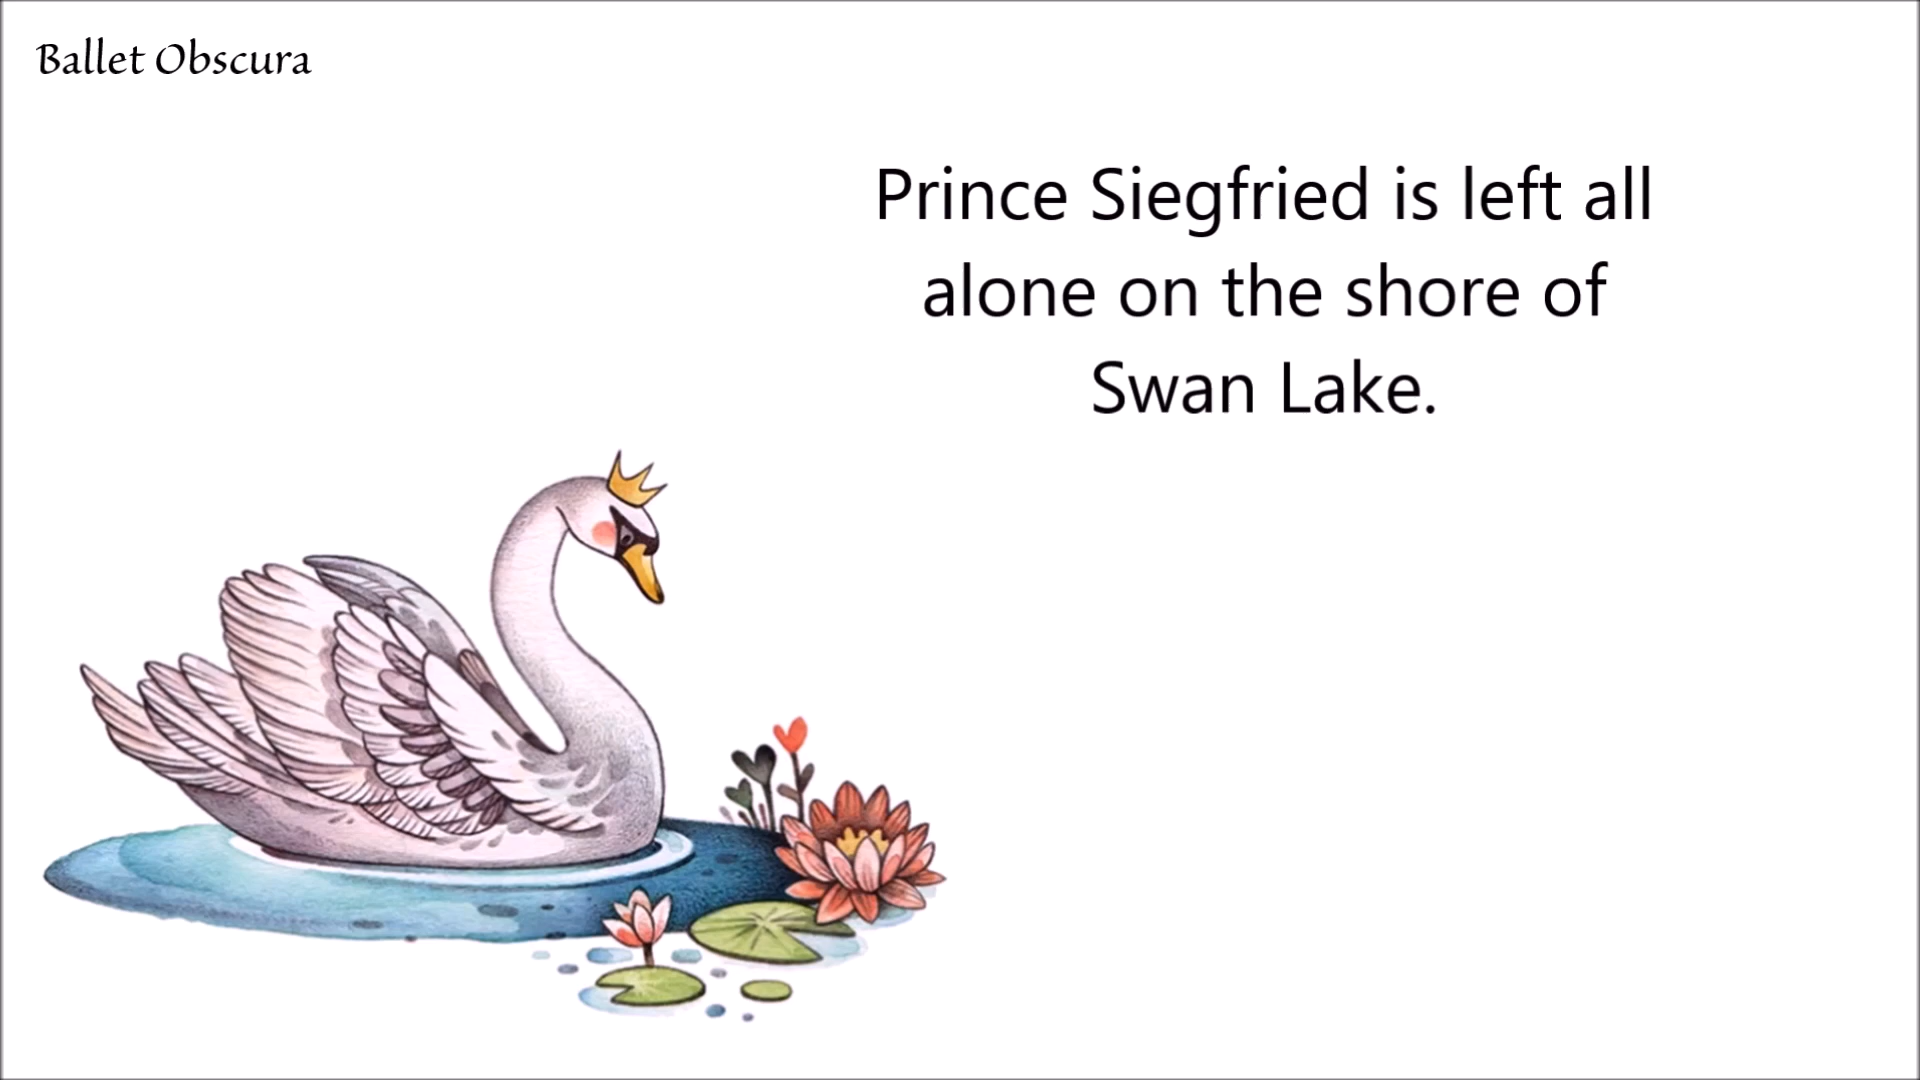 Ballet Obscura
Prince Siegfried is left all
alone on the shore of
Swan Lake.